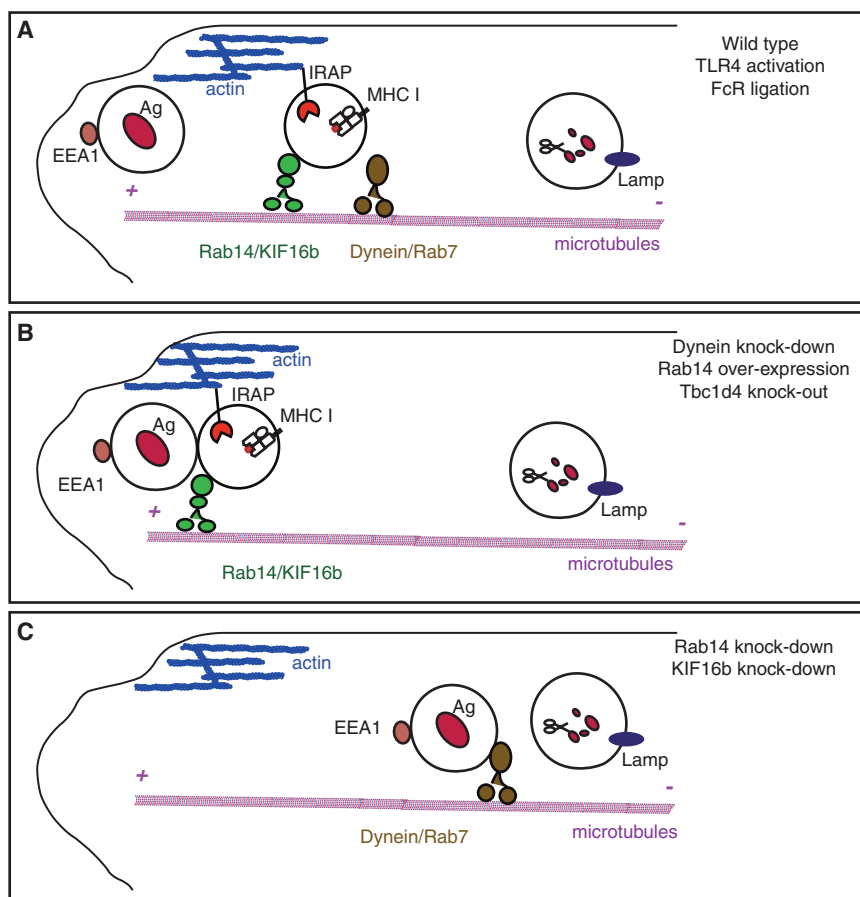 A
Wild type
TLR4 activation
FcR ligation
IRAP
actin
MHC I
Ag
EEA1
Lamp
+
-
Rab14/KIF16b
Dynein/Rab7
microtubules
B
Dynein knock-down
Rab14 over-expression
Tbc1d4 knock-out
actin
IRAP
MHC I
Ag
EEA1
Lamp
+
-
Rab14/KIF16b
microtubules
C
Rab14 knock-down
KIF16b knock-down
actin
Ag
EEA1
Lamp
+
-
Dynein/Rab7
microtubules